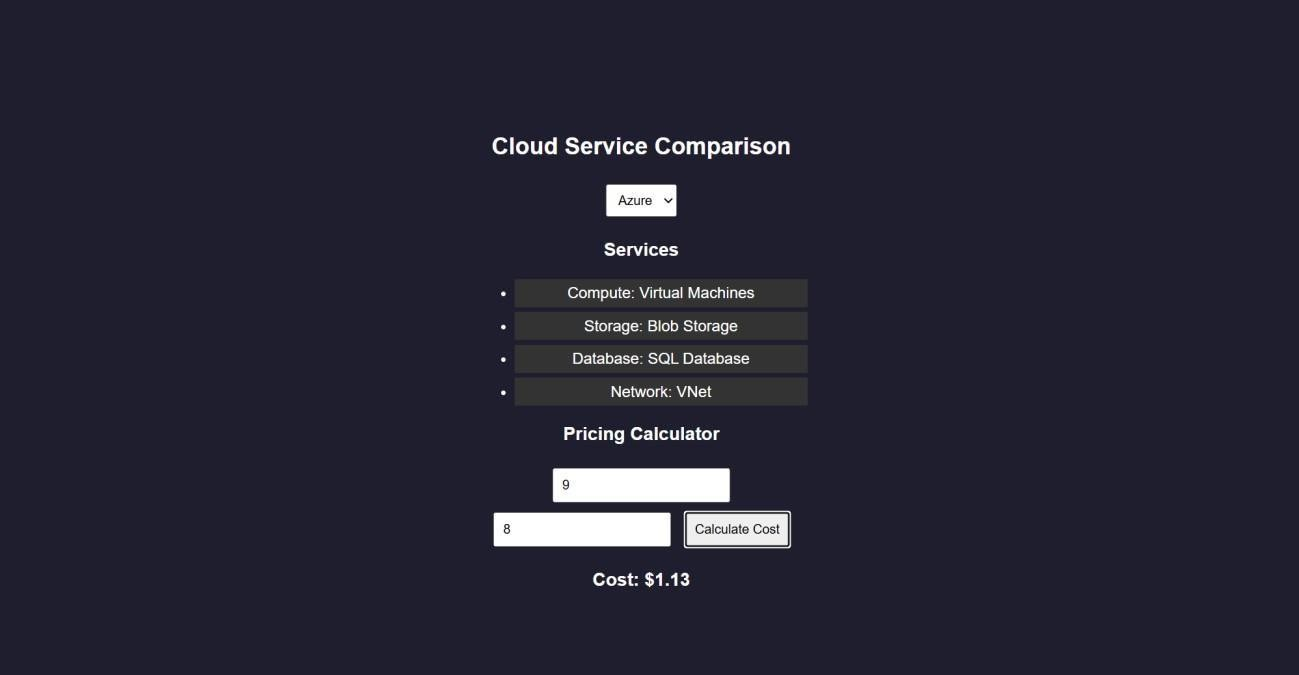 Cloud Service Comparison
Azure
Services
Compute: Virtual Machines
Storage: Blob Storage
Database: SQL Database
Network: VNet
Pricing Calculator
9
8 Calculate Cost
Cost: $1.13